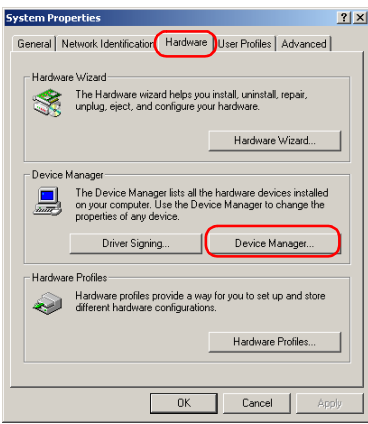 System Properties
General Network Identification Hardware User Profiles Advanced
Hardware Wizard
The Hardware wizard helps you install, uninstall, repair,
unplug, eject, and configure your hardware.
Hardware Wizard...
Device Manager
The Device Manager lists all the hardware devices installed
on your computer. Use the Device Manager to change the
properties of any device.
Driver Signing... Device Manager...
Hardware Profiles
Hardware profiles provide a way for you to set up and store
different hardware configurations.
Hardware Profiles...
OK Cancel Apply